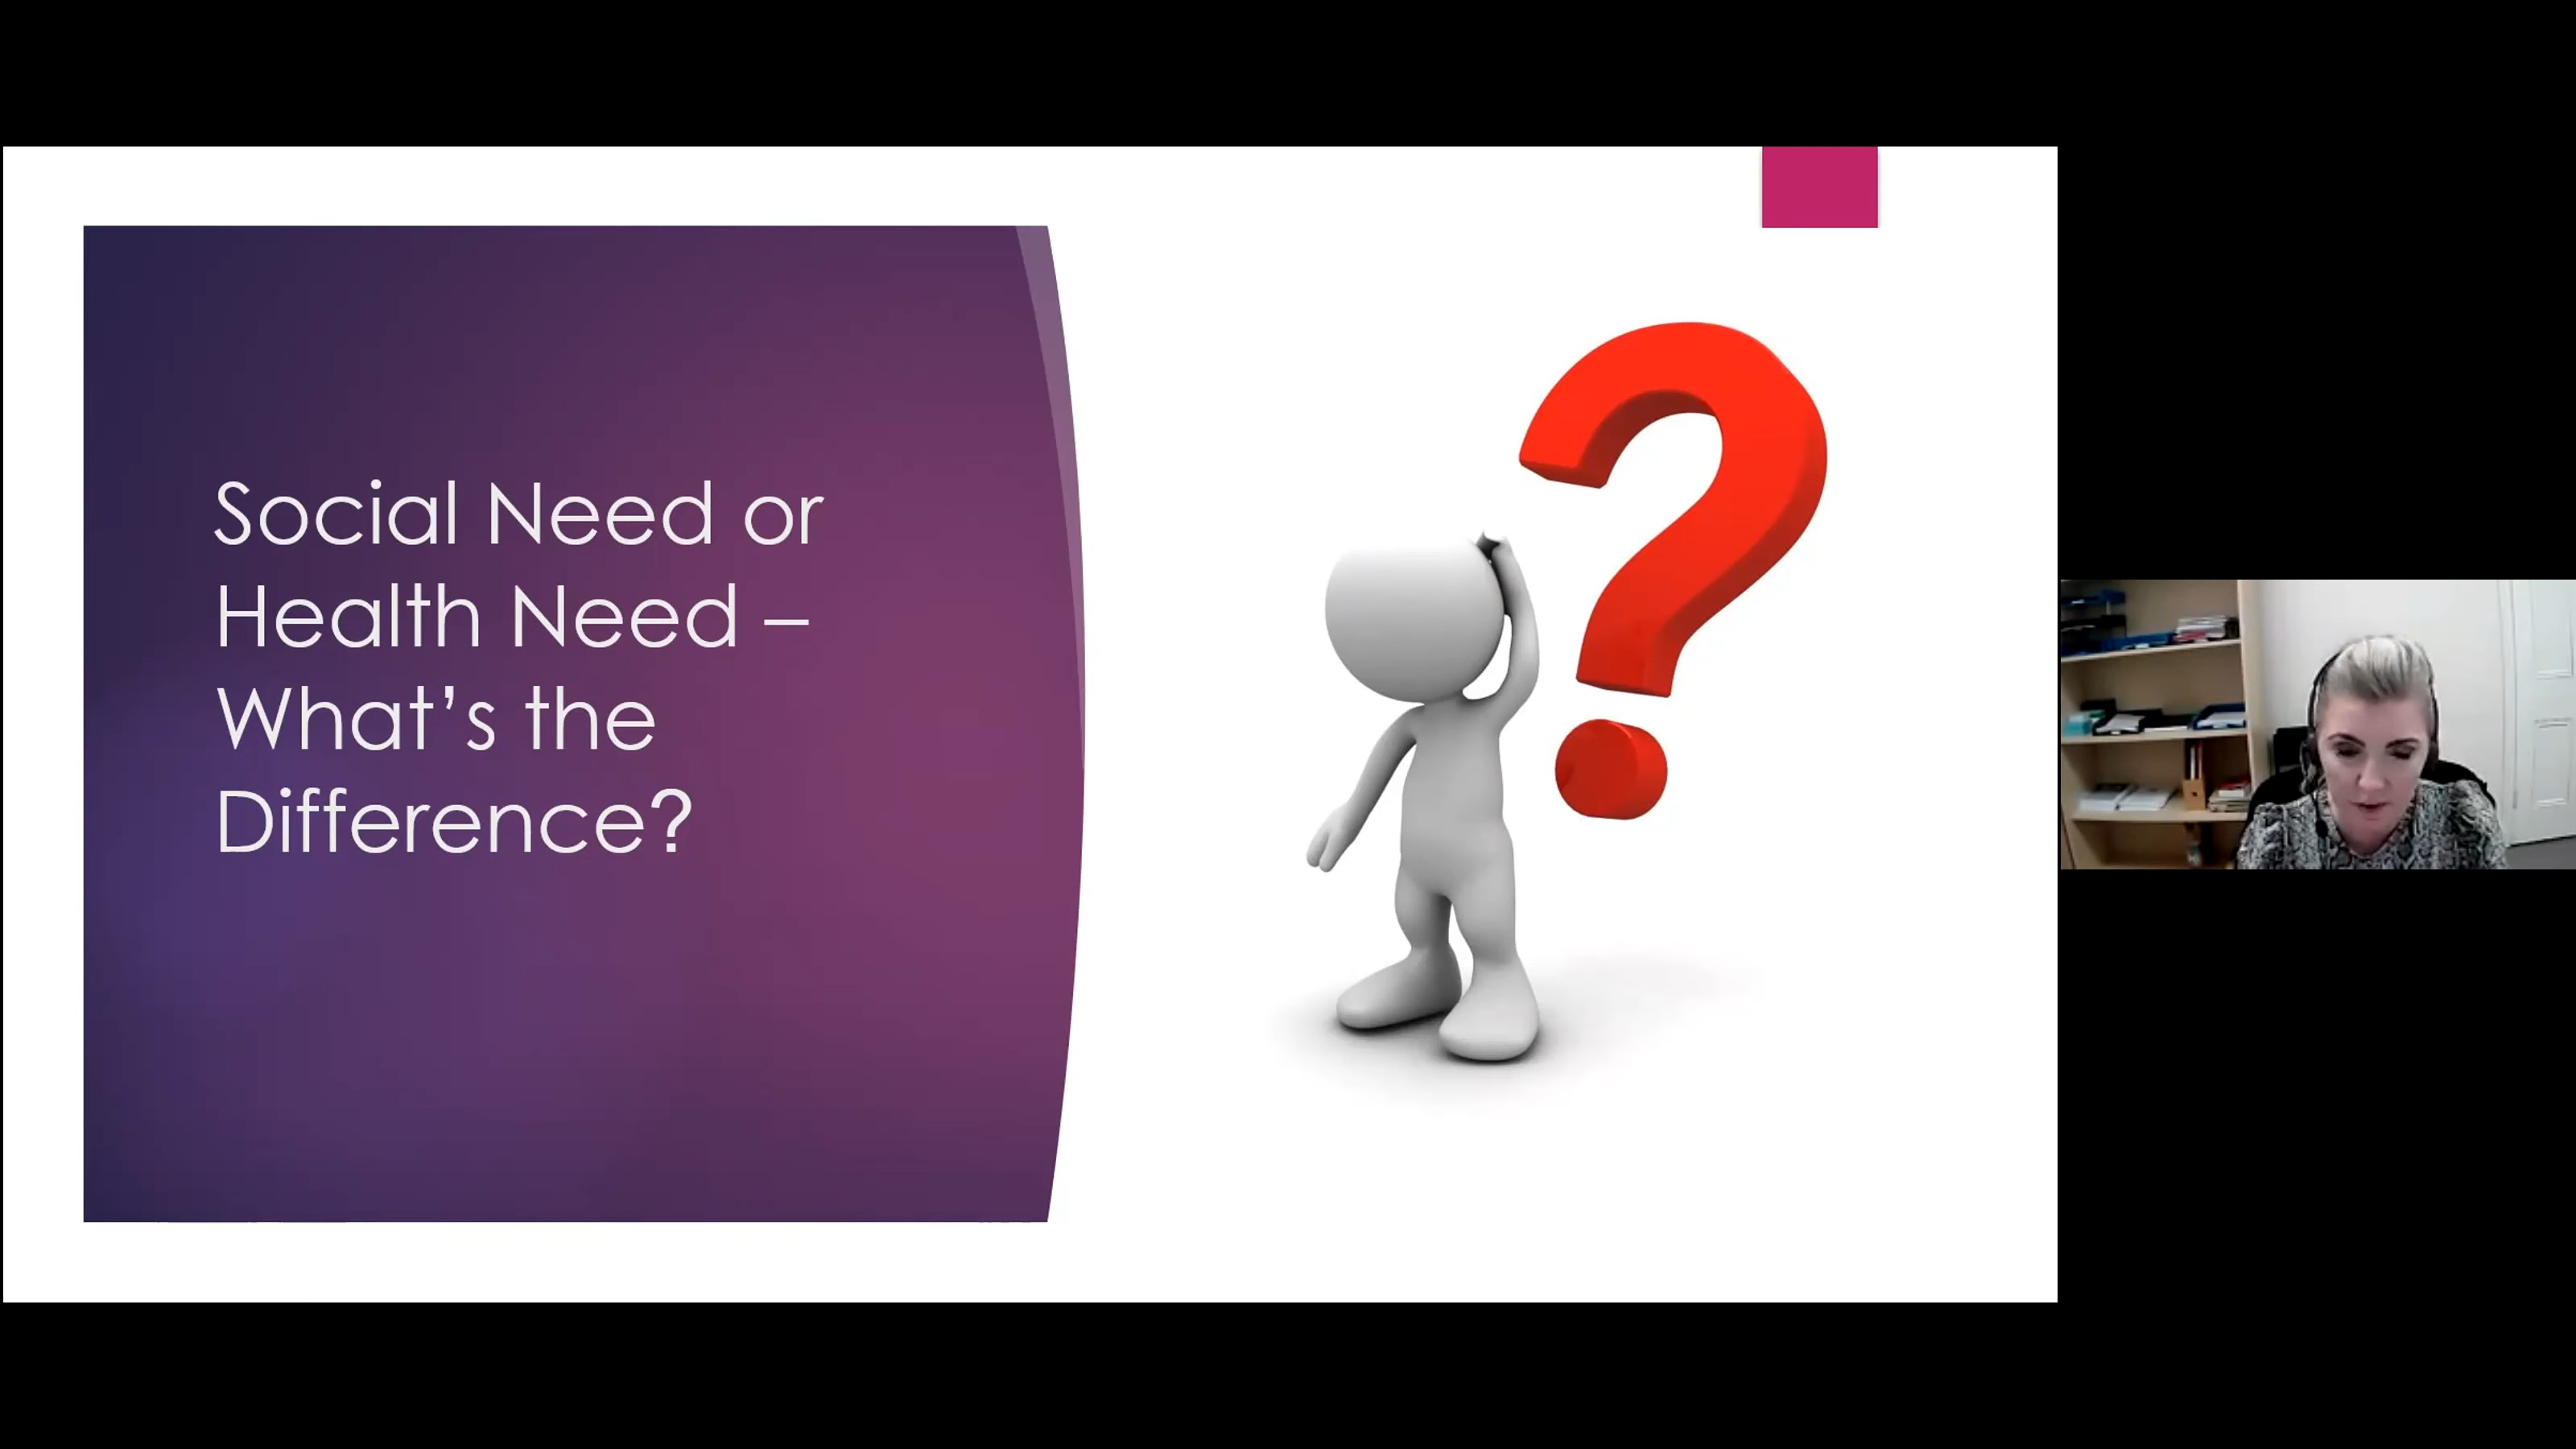 Social Need or
Health Need –
What’s the
Difference?